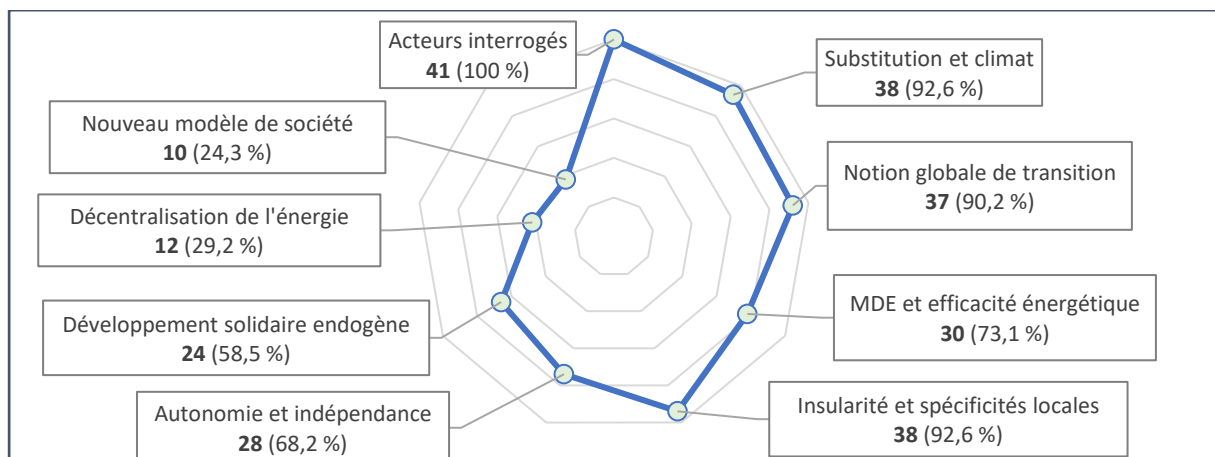 Acteurs interrogés
41 (100 %)
Substitution et climat
38 (92,6 %)
Notion globale de transition
37 (90,2 %)
MDE et efficacité énergétique
30 (73,1 %)
Insularité et spécificités locales
38 (92,6 %)
Autonomie et indépendance
28 (68,2 %)
Développement solidaire endogène
24 (58,5 %)
Décentralisation de l'énergie
12 (29,2 %)
Nouveau modèle de société
10 (24,3 %)